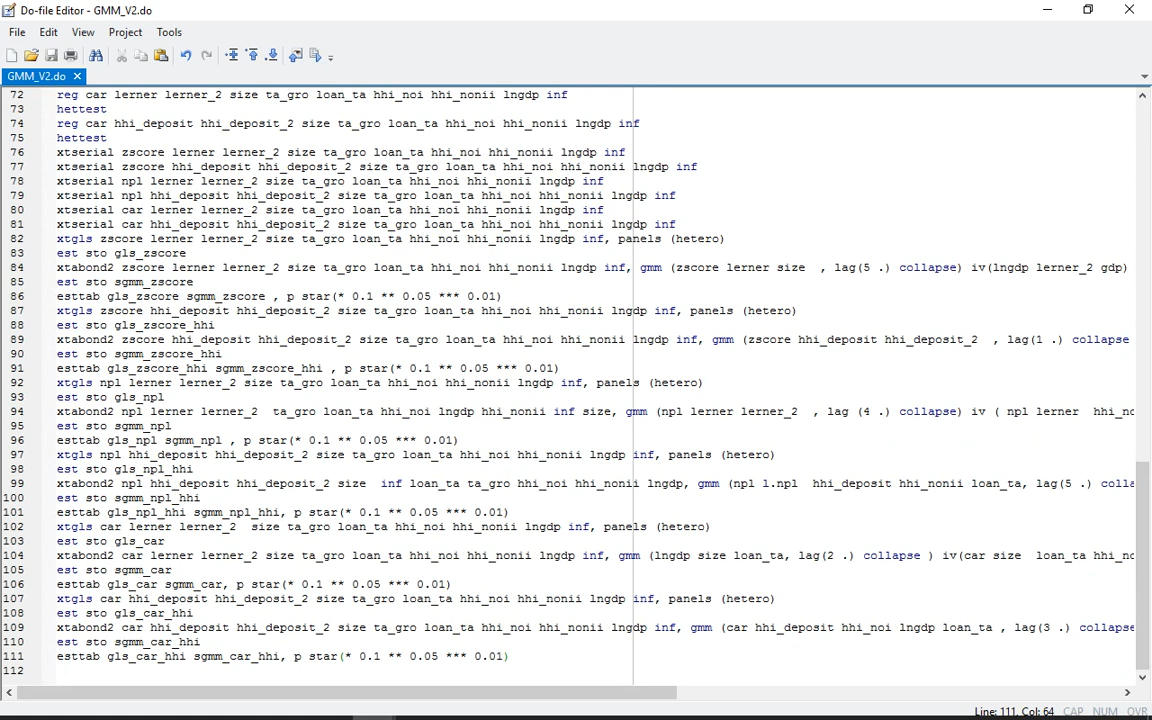 Do-file Editor - GMM_V2.do
File Edit View Project Tools
GMM_V2.do
72 reg car lerner lerner_2 size ta_gro loan_ta hhi_noi hhi_nonii lngdp inf
73 hettest
74 reg car hhi_deposit hhi_deposit_2 size ta_gro loan_ta hhi_noi hhi_nonii lngdp inf
75 hettest
76 xtserial zscore lerner lerner_2 size ta_gro loan_ta hhi_noi hhi_nonii lngdp inf
77 xtserial zscore hhi_deposit hhi_deposit_2 size ta_gro loan_ta hhi_noi hhi_nonii lngdp inf
78 xtserial npl lerner lerner_2 size ta_gro loan_ta hhi_noi hhi_nonii lngdp inf
79 xtserial npl hhi_deposit hhi_deposit_2 size ta_gro loan_ta hhi_noi hhi_nonii lngdp inf
80 xtserial car lerner lerner_2 size ta_gro loan_ta hhi_noi hhi_nonii lngdp inf
81 xtserial car hhi_deposit hhi_deposit_2 size ta_gro loan_ta hhi_noi hhi_nonii lngdp inf
82 xtgls zscore lerner lerner_2 size ta_gro loan_ta hhi_noi hhi_nonii lngdp inf, panels (hetero)
83 est sto gls_zscore
84 xtabond2 zscore lerner lerner_2 size ta_gro loan_ta hhi_noi hhi_nonii lngdp inf, gmm (zscore lerner size  , lag(5 .) collapse) iv(lngdp lerner_2 gdp)
85 est sto sgmm_zscore
86 esttab gls_zscore sgmm_zscore , p star(* 0.1 ** 0.05 *** 0.01)
87 xtgls zscore hhi_deposit hhi_deposit_2 size ta_gro loan_ta hhi_noi hhi_nonii lngdp inf, panels (hetero)
88 est sto gls_zscore_hhi
89 xtabond2 zscore hhi_deposit hhi_deposit_2 size ta_gro loan_ta hhi_noi hhi_nonii lngdp inf, gmm (zscore hhi_deposit hhi_deposit_2  , lag(1 .) collapse
90 est sto sgmm_zscore_hhi
91 esttab gls_zscore_hhi sgmm_zscore_hhi , p star(* 0.1 ** 0.05 *** 0.01)
92 xtgls npl lerner lerner_2 size ta_gro loan_ta hhi_noi hhi_nonii lngdp inf, panels (hetero)
93 est sto gls_npl
94 xtabond2 npl lerner lerner_2  ta_gro loan_ta hhi_noi lngdp hhi_nonii inf size, gmm (npl lerner lerner_2  , lag (4 .) collapse) iv ( npl lerner  hhi_no
95 est sto sgmm_npl
96 esttab gls_npl sgmm_npl , p star(* 0.1 ** 0.05 *** 0.01)
97 xtgls npl hhi_deposit hhi_deposit_2 size ta_gro loan_ta hhi_noi hhi_nonii lngdp inf, panels (hetero)
98 est sto gls_npl_hhi
99 xtabond2 npl hhi_deposit hhi_deposit_2 size  inf loan_ta ta_gro hhi_noi hhi_nonii lngdp, gmm (npl l.npl  hhi_deposit hhi_nonii loan_ta, lag(5 .) colla
100 est sto sgmm_npl_hhi
101 esttab gls_npl_hhi sgmm_npl_hhi, p star(* 0.1 ** 0.05 *** 0.01)
102 xtgls car lerner lerner_2  size ta_gro loan_ta hhi_noi hhi_nonii lngdp inf, panels (hetero)
103 est sto gls_car
104 xtabond2 car lerner lerner_2 size ta_gro loan_ta hhi_noi hhi_nonii lngdp inf, gmm (lngdp size loan_ta, lag(2 .) collapse ) iv(car size  loan_ta hhi_no
105 est sto sgmm_car
106 esttab gls_car sgmm_car, p star(* 0.1 ** 0.05 *** 0.01)
107 xtgls car hhi_deposit hhi_deposit_2 size ta_gro loan_ta hhi_noi hhi_nonii lngdp inf, panels (hetero)
108 est sto gls_car_hhi
109 xtabond2 car hhi_deposit hhi_deposit_2 size ta_gro loan_ta hhi_noi hhi_nonii lngdp inf, gmm (car hhi_deposit hhi_noi lngdp loan_ta , lag(3 .) collapse
110 est sto sgmm_car_hhi
111 esttab gls_car_hhi sgmm_car_hhi, p star(* 0.1 ** 0.05 *** 0.01)
112
Line: 111, Col: 64 CAP NUM OVR